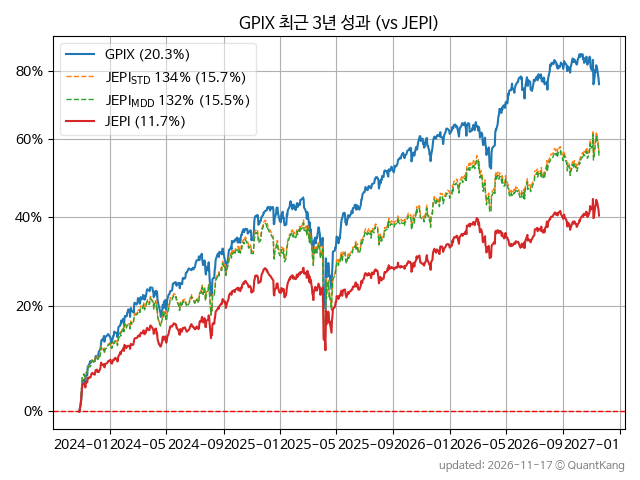 GPIX 최근 3년 성과 (vs JEPI)
GPIX (20.3%)
JEPI_STD 134% (15.7%)
JEPI_MDD 132% (15.5%)
JEPI (11.7%)
80%
60%
40%
20%
0%
2024-01 2024-05 2024-09 2025-01 2025-05 2025-09 2026-01 2026-05 2026-09 2027-01
updated: 2026-11-17 © QuantKang